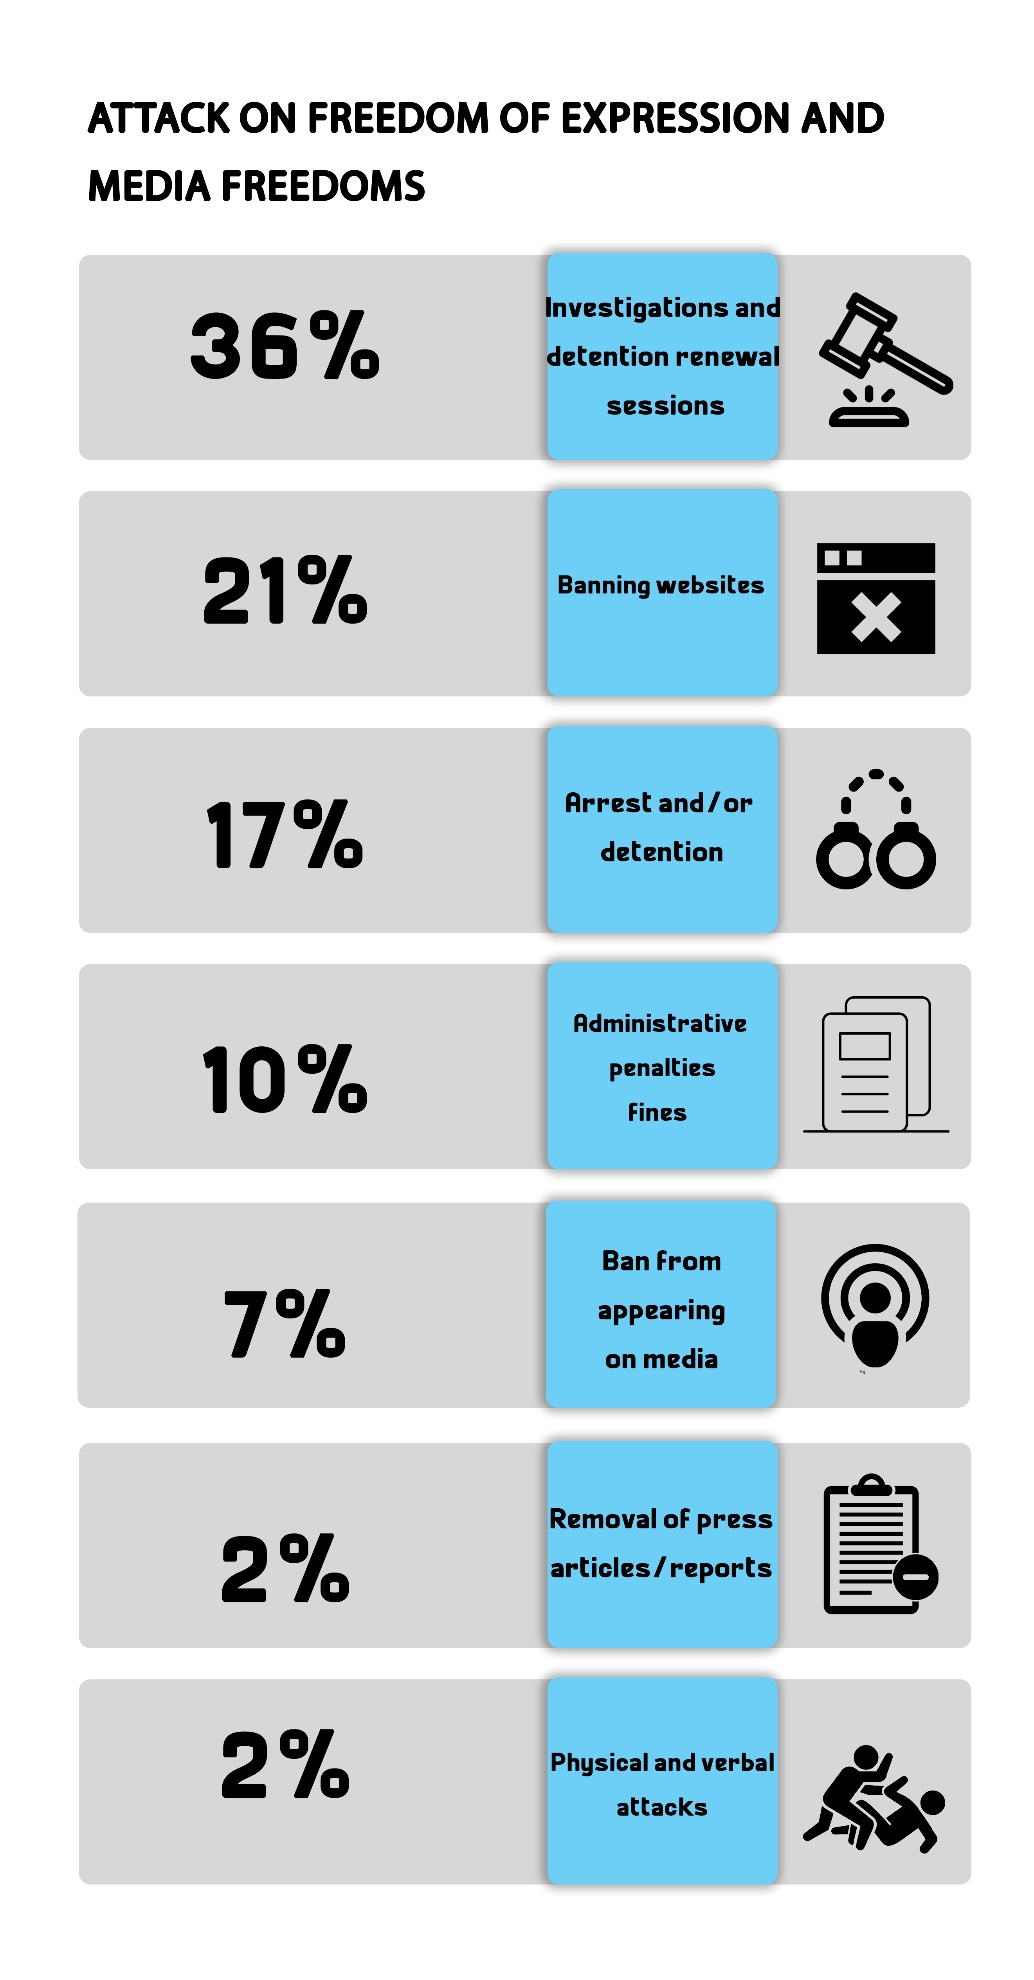 ATTACK ON FREEDOM OF EXPRESSION AND
MEDIA FREEDOMS
36%
Investigations and
detention renewal
sessions
21%
Banning websites
17%
Arrest and/or
detention
10%
Administrative
penalties
fines
7%
Ban from
appearing
on media
2%
Removal of press
articles/reports
2%
Physical and verbal
attacks